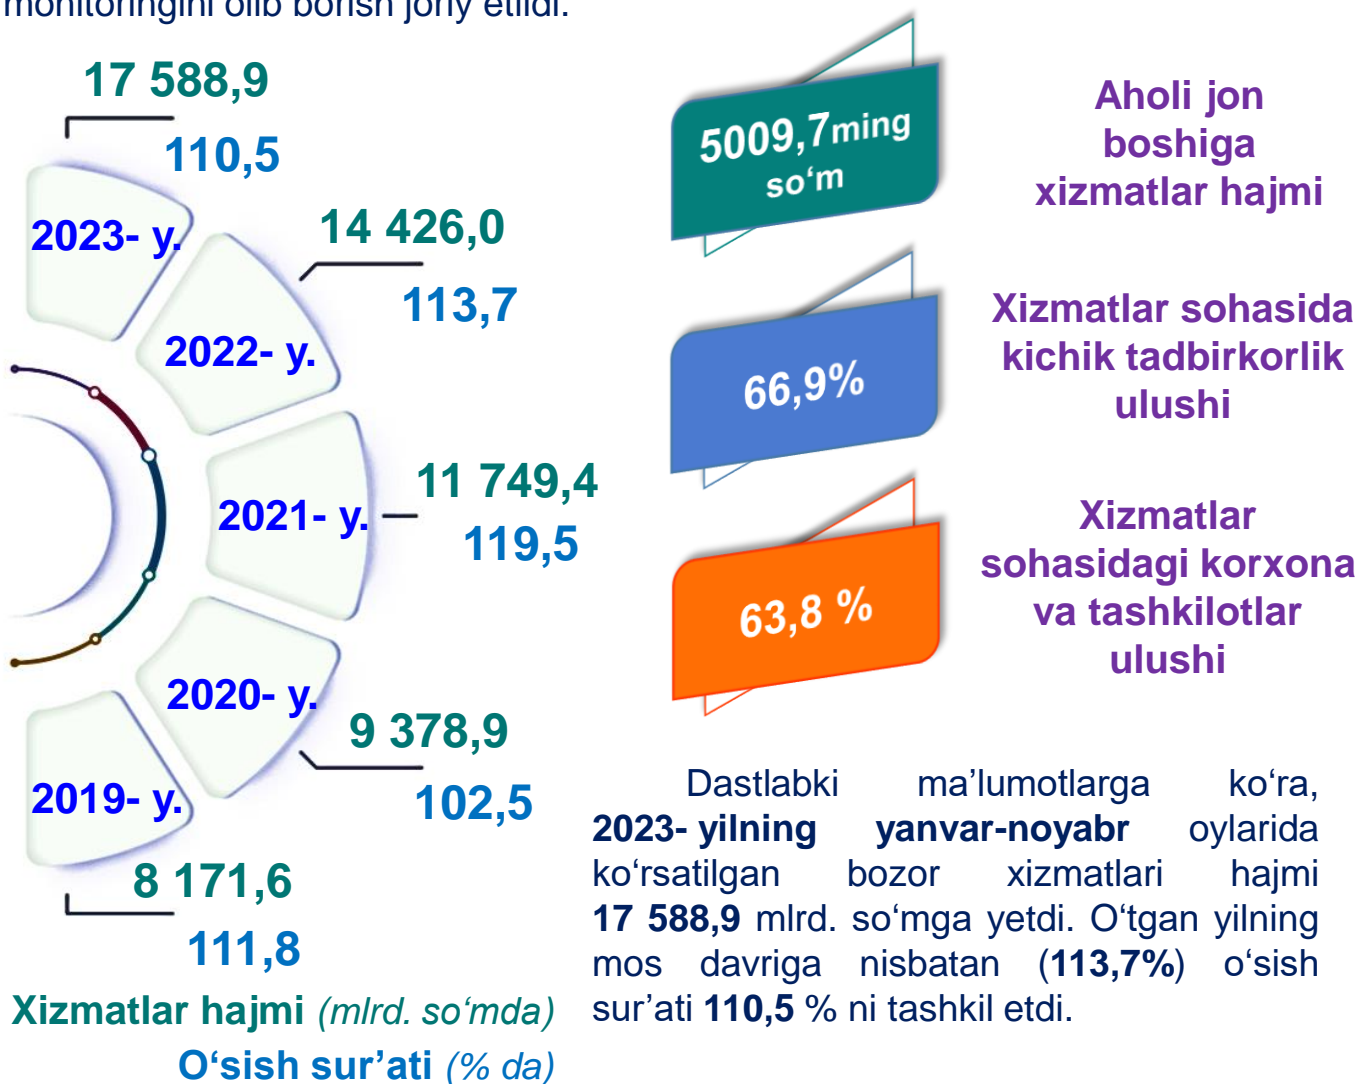 monitoringini olib borish joriy etildi.
17 588,9
110,5
2023- y.
14 426,0
113,7
2022- y.
11 749,4
119,5
2021- y.
2020- y.
9 378,9
102,5
2019- y.
8 171,6
111,8
Xizmatlar hajmi (mlrd. so‘mda)
O‘sish sur’ati (% da)
5009,7ming
so‘m
Aholi jon
boshiga
xizmatlar hajmi
66,9%
Xizmatlar sohasida
kichik tadbirkorlik
ulushi
63,8 %
Xizmatlar
sohasidagi korxona
va tashkilotlar
ulushi
Dastlabki ma’lumotlarga ko‘ra,
2023- yilning yanvar-noyabr oylarida
ko‘rsatilgan bozor xizmatlari hajmi
17 588,9 mlrd. so‘mga yetdi. O‘tgan yilning
mos davriga nisbatan (113,7%) o‘sish
sur’ati 110,5 % ni tashkil etdi.